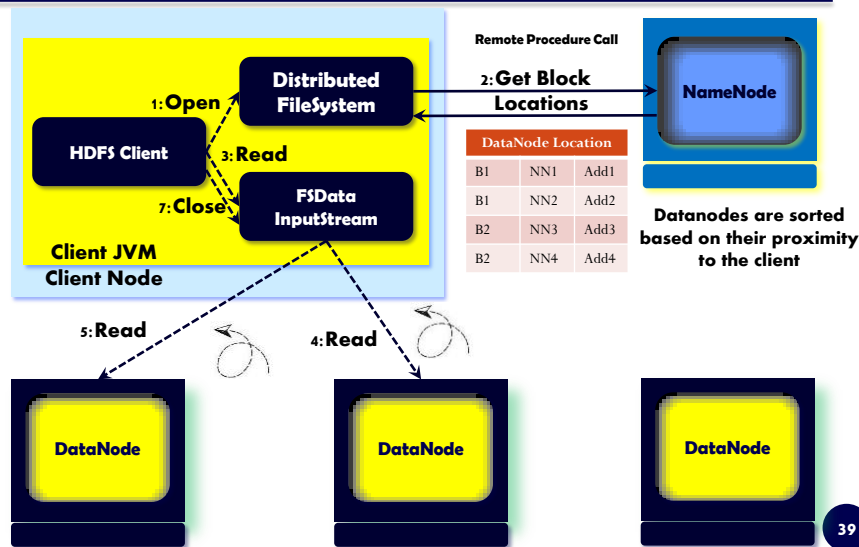 Remote Procedure Call
Distributed
FileSystem
2:Get Block
Locations
NameNode
1:Open
HDFS Client
3:Read
7:Close
FSData
InputStream
DataNode Location
B1 NN1 Add1
B1 NN2 Add2
B2 NN3 Add3
B2 NN4 Add4
Datanodes are sorted
based on their proximity
to the client
Client JVM
Client Node
5:Read
4:Read
DataNode
DataNode
DataNode
39